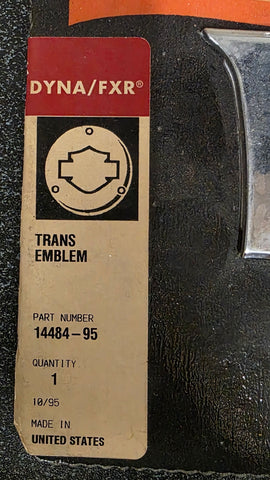 DYNA/FXR®
TRANS
EMBLEM
PART NUMBER
14484-95
QUANTITY
1
10/95
MADE IN
UNITED STATES